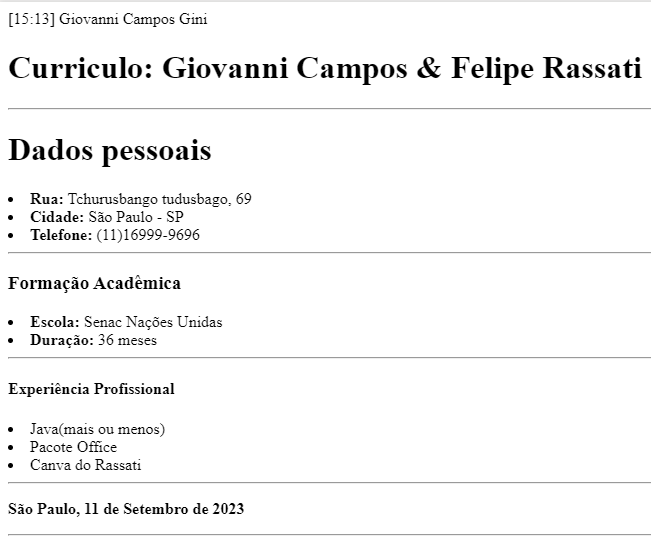 [15:13] Giovanni Campos Gini
Curriculo: Giovanni Campos & Felipe Rassati
Dados pessoais
• Rua: Tchurusbango tudusbago, 69
• Cidade: São Paulo - SP
• Telefone: (11)16999-9696
Formação Acadêmica
• Escola: Senac Nações Unidas
• Duração: 36 meses
Experiência Profissional
• Java(mais ou menos)
• Pacote Office
• Canva do Rassati
São Paulo, 11 de Setembro de 2023